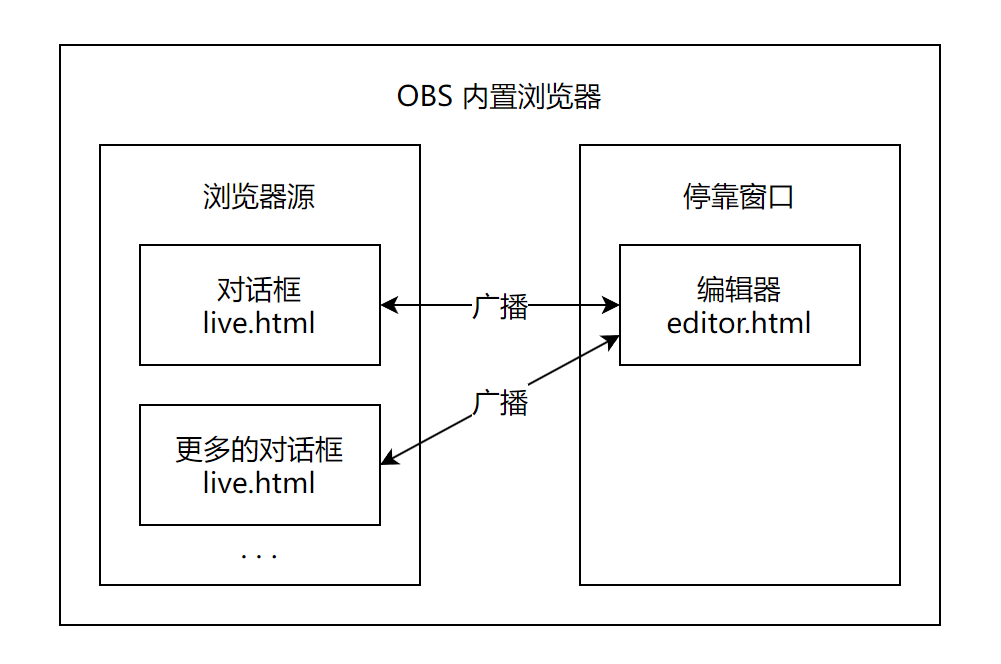 OBS 内置浏览器
浏览器源
停靠窗口
对话框
live.html
广播
编辑器
editor.html
广播
更多的对话框
live.html
. . .